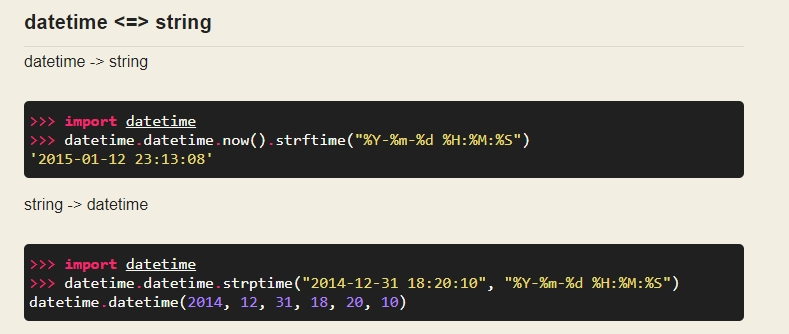 datetime <=> string
datetime -> string
>>> import datetime
>>> datetime.datetime.now().strftime("%Y-%m-%d %H:%M:%S")
'2015-01-12 23:13:08'
string -> datetime
>>> import datetime
>>> datetime.datetime.strptime("2014-12-31 18:20:10", "%Y-%m-%d %H:%M:%S")
datetime.datetime(2014, 12, 31, 18, 20, 10)